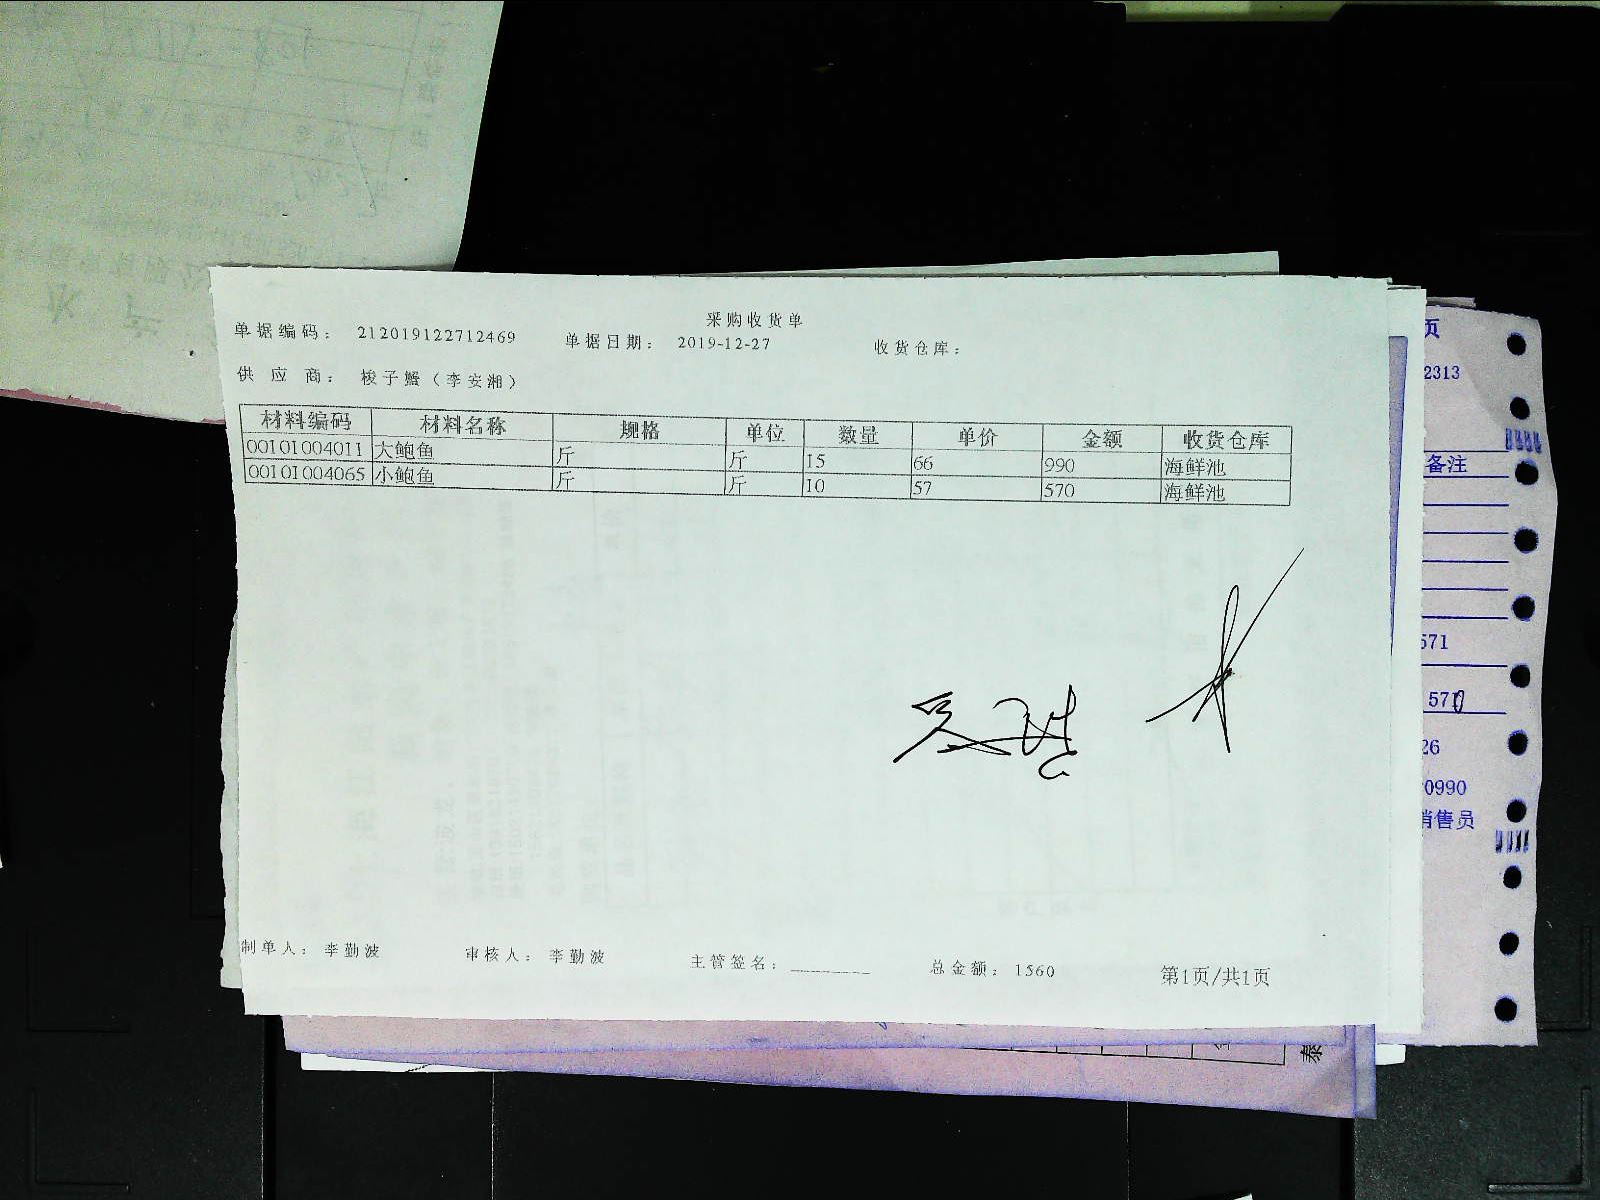 采购收货单
单据编码： 212019122712469 单据日期： 2019-12-27 收货仓库：
供 应 商： 梭子蟹（李安湘）
材料编码 材料名称 规格 单位 数量 单价 金额 收货仓库
00101004011 大鲍鱼 斤 斤 15 66 990 海鲜池
00101004065 小鲍鱼 斤 斤 10 57 570 海鲜池
制单人： 李勤波 审核人： 李勤波 主管签名： 总金额： 1560 第1页/共1页
页
2313
备注
571
26
0990
销售员
泰